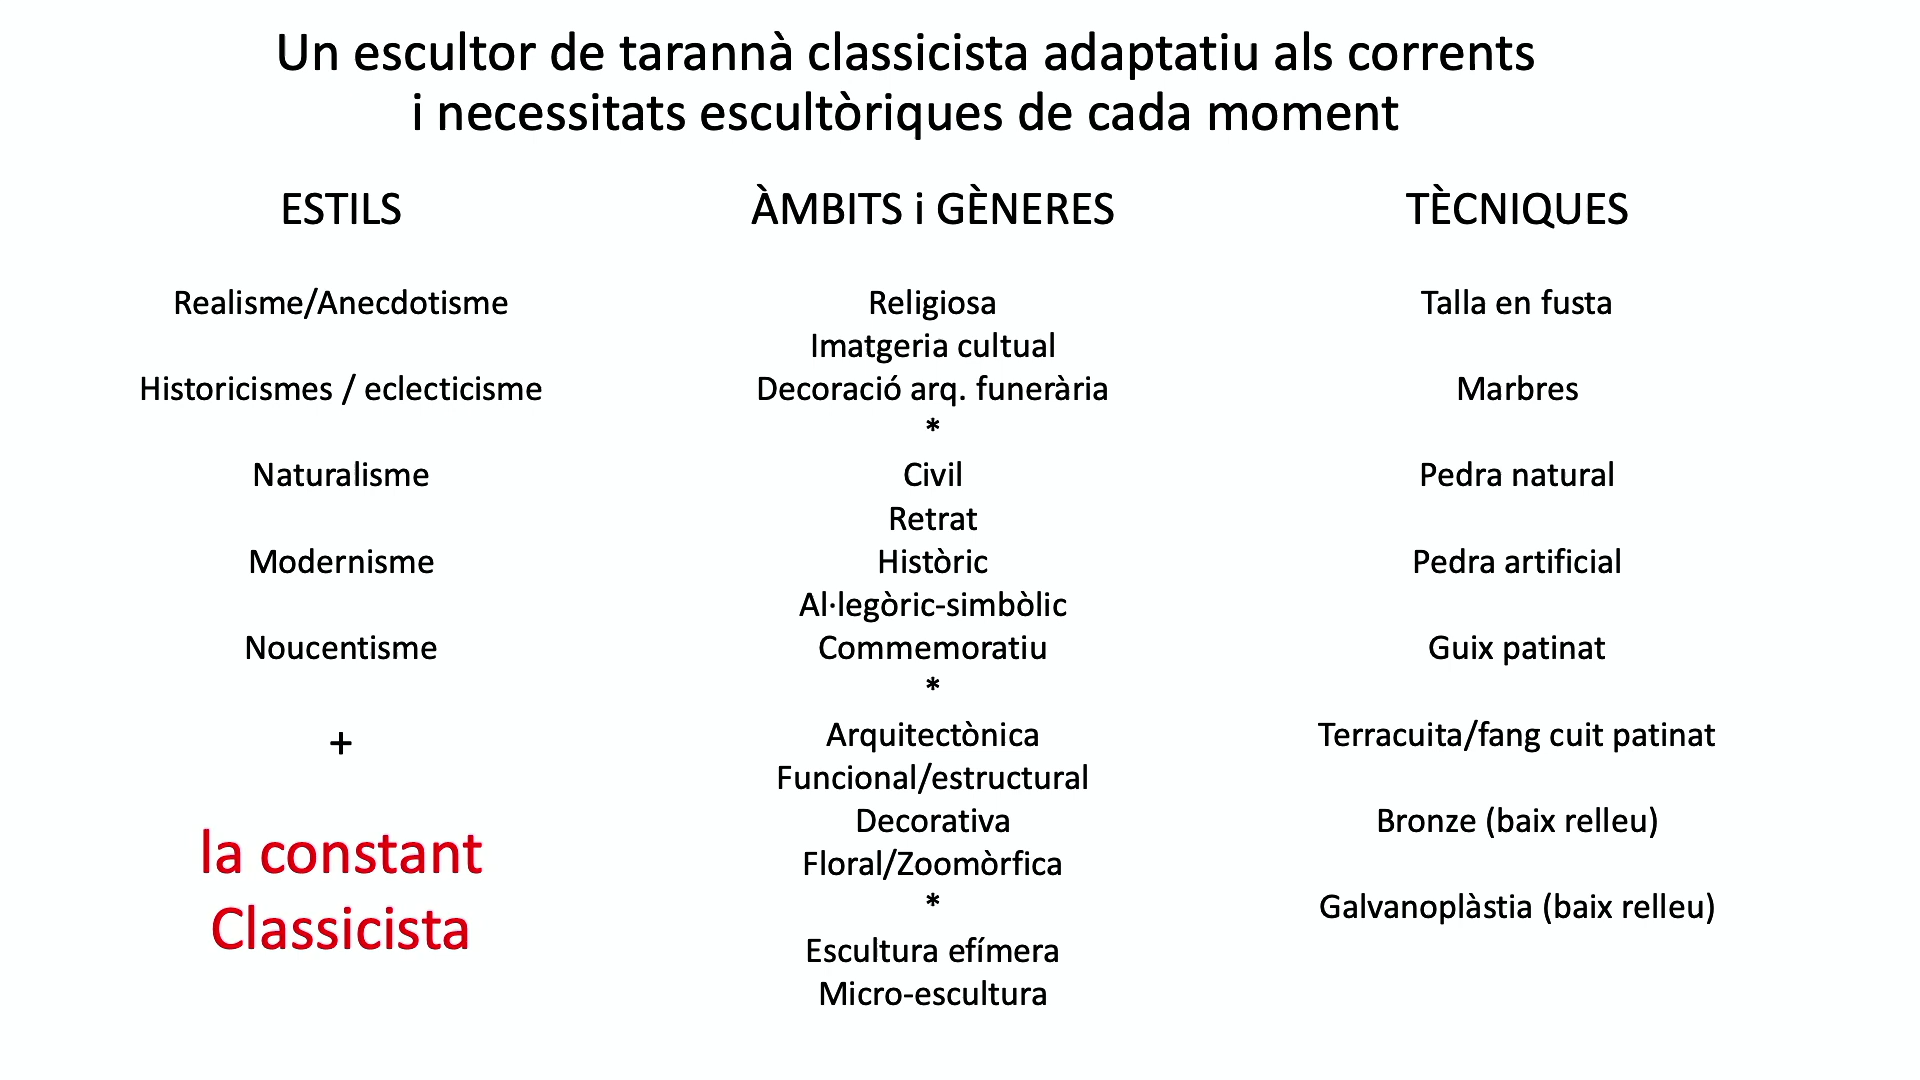 Un escultor de tarannà classicista adaptatiu als corrents
i necessitats escultòriques de cada moment
ESTILS
Realisme/Anecdotisme
Historicismes / eclecticisme
Naturalisme
Modernisme
Noucentisme
+
la constant
Classicista
ÀMBITS i GÈNERES
Religiosa
Imatgeria cultual
Decoració arq. funerària
*
Civil
Retrat
Històric
Al·legòric-simbòlic
Commemoratiu
*
Arquitectònica
Funcional/estructural
Decorativa
Floral/Zoomòrfica
*
Escultura efímera
Micro-escultura
TÈCNIQUES
Talla en fusta
Marbres
Pedra natural
Pedra artificial
Guix patinat
Terracuita/fang cuit patinat
Bronze (baix relleu)
Galvanoplàstia (baix relleu)